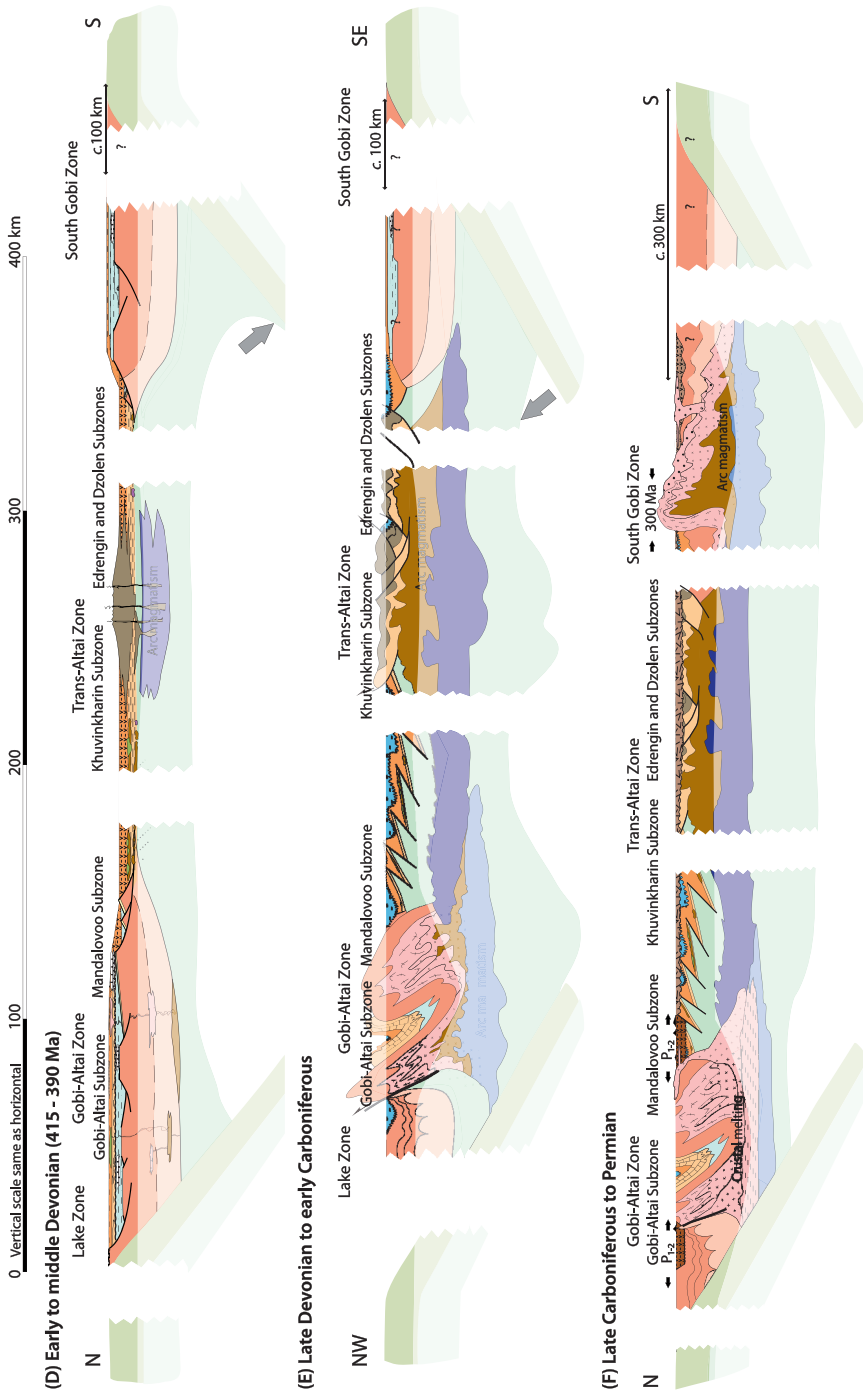 0 Vertical scale same as horizontal 100 200 300 400 km
(D) Early to middle Devonian (415 - 390 Ma)
N
S
Lake Zone
Gobi-Altai Zone
Gobi-Altai Subzone
Mandalovoo Subzone
Trans-Altai Zone
Khuvinkharin Subzone
Edrengin and Dzolen Subzones
South Gobi Zone
c.100 km
?
Arc magmatism
(E) Late Devonian to early Carboniferous
NW
SE
Lake Zone
Gobi-Altai Zone
Gobi-Altai Subzone
Mandalovoo Subzone
Trans-Altai Zone
Khuvinkharin Subzone
Edrengin and Dzolen Subzones
South Gobi Zone
c. 100 km
?
?
?
?
Arc magmatism
Arc ma matism
(F) Late Carboniferous to Permian
N
S
Gobi-Altai Zone
Gobi-Altai Subzone
Mandalovoo Subzone
P1-2
P1-2
Khuvinkharin Subzone
Trans-Altai Zone
Edrengin and Dzolen Subzones
South Gobi Zone
300 Ma
c.300 km
?
?
?
Crustal melting
Arc magmatism